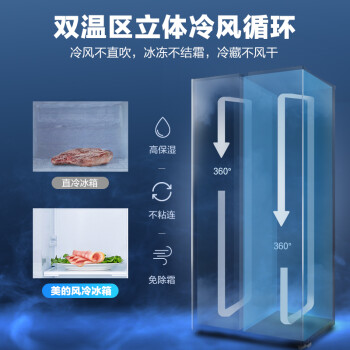 双温区立体冷风循环
冷风不直吹，冰冻不结霜，冷藏不风干
直冷冰箱
美的风冷冰箱
高保湿
不粘连
免除霜
360°
360°